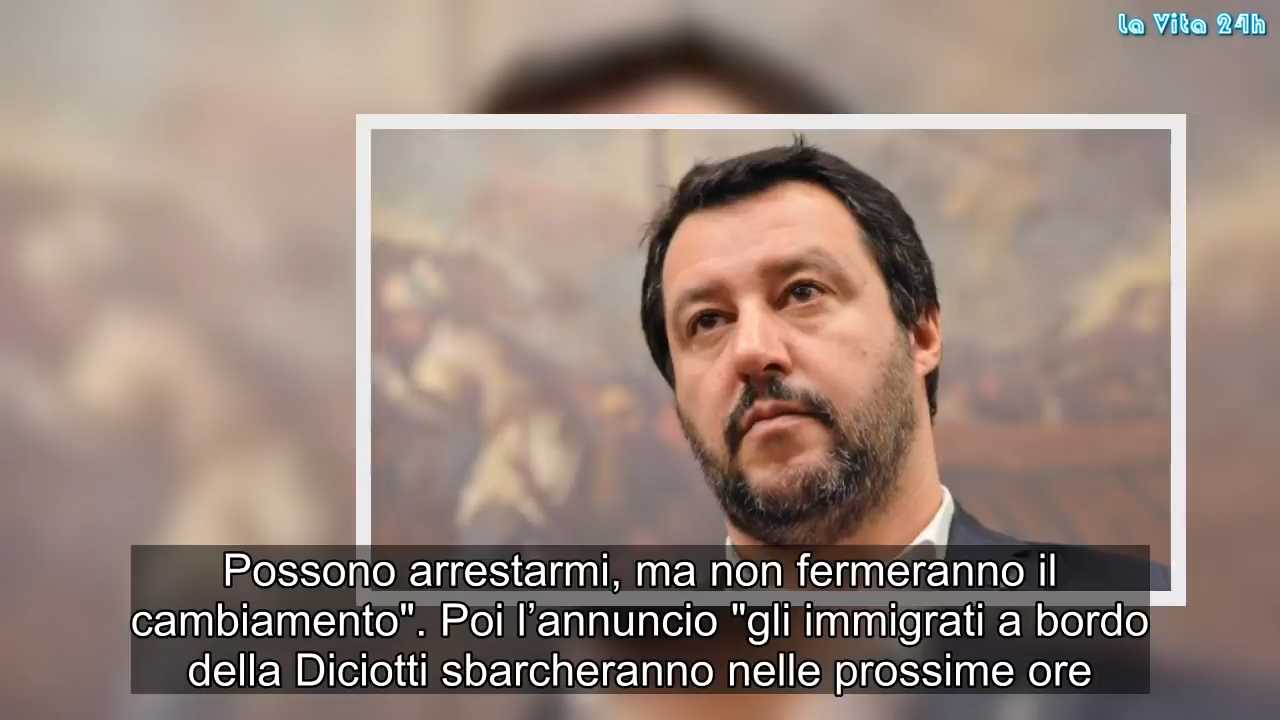 La Vita 24h
Possono arrestarmi, ma non fermeranno il
cambiamento". Poi l’annuncio "gli immigrati a bordo
della Diciotti sbarcheranno nelle prossime ore